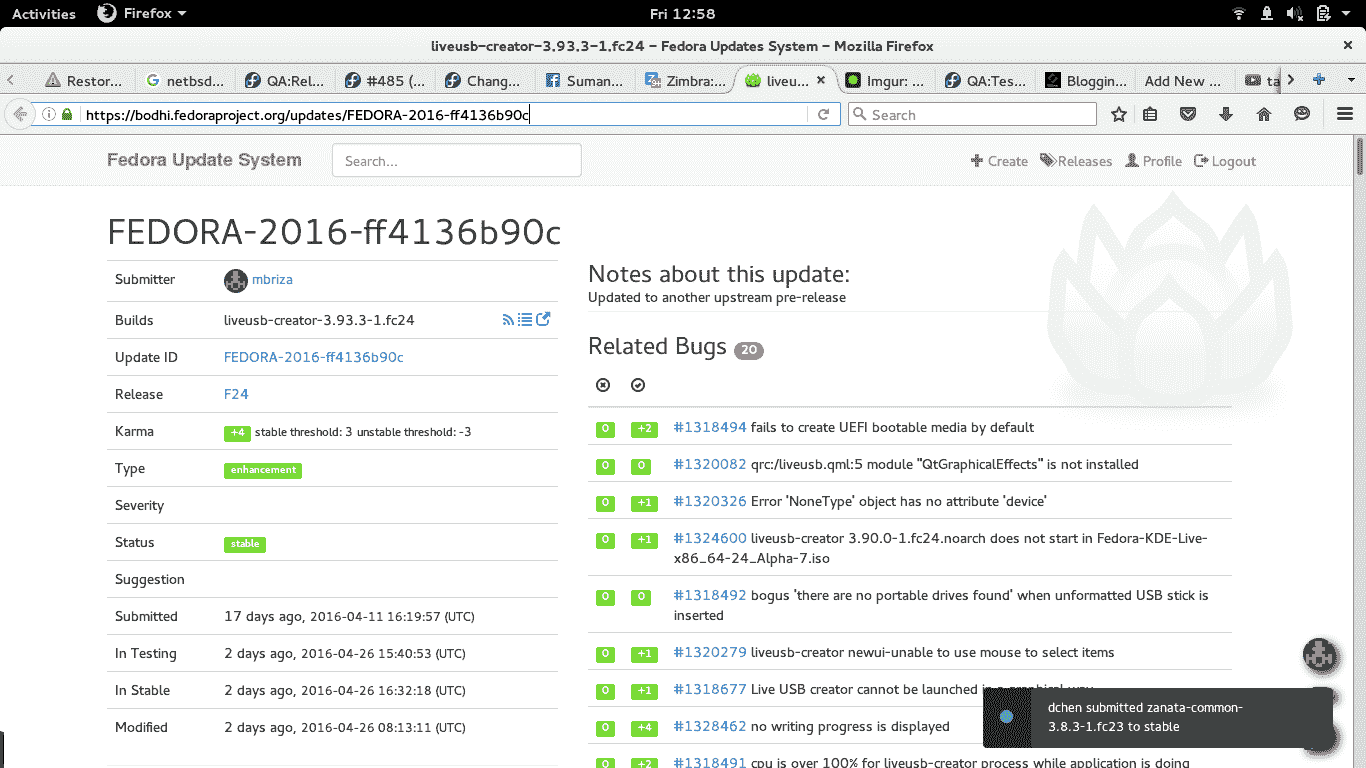 Activities Firefox Fri 12:58
liveusb-creator-3.93.3-1.fc24 – Fedora Updates System – Mozilla Firefox
Restor... netbsd... QA:Rel... #485 (... Chang... Suman... Zimbra:... liveu... Imgur: ... QA:Tes... Bloggin... Add New ... ta
https://bodhi.fedoraproject.org/updates/FEDORA-2016-ff4136b90c Search
Fedora Update System Search... Create Releases Profile Logout
FEDORA-2016-ff4136b90c
Submitter mbriza
Builds liveusb-creator-3.93.3-1.fc24
Update ID FEDORA-2016-ff4136b90c
Release F24
Karma +4 stable threshold: 3 unstable threshold: -3
Type enhancement
Severity
Status stable
Suggestion
Submitted 17 days ago, 2016-04-11 16:19:57 (UTC)
In Testing 2 days ago, 2016-04-26 15:40:53 (UTC)
In Stable 2 days ago, 2016-04-26 16:32:18 (UTC)
Modified 2 days ago, 2016-04-26 08:13:11 (UTC)
Notes about this update:
Updated to another upstream pre-release
Related Bugs 20
0 +2 #1318494 fails to create UEFI bootable media by default
0 0 #1320082 qrc:/liveusb.qml:5 module "QtGraphicalEffects" is not installed
0 +1 #1320326 Error 'NoneType' object has no attribute 'device'
0 +1 #1324600 liveusb-creator 3.90.0-1.fc24.noarch does not start in Fedora-KDE-Live-
x86_64-24_Alpha-7.iso
0 0 #1318492 bogus 'there are no portable drives found' when unformatted USB stick is
inserted
0 +1 #1320279 liveusb-creator newui-unable to use mouse to select items
0 +1 #1318677 Live USB creator cannot be launched
0 +4 #1328462 no writing progress is displayed
0 +2 #1318491 cpu is over 100% for liveusb-creator process while application is doing
dchen submitted zanata-common-
3.8.3-1.fc23 to stable